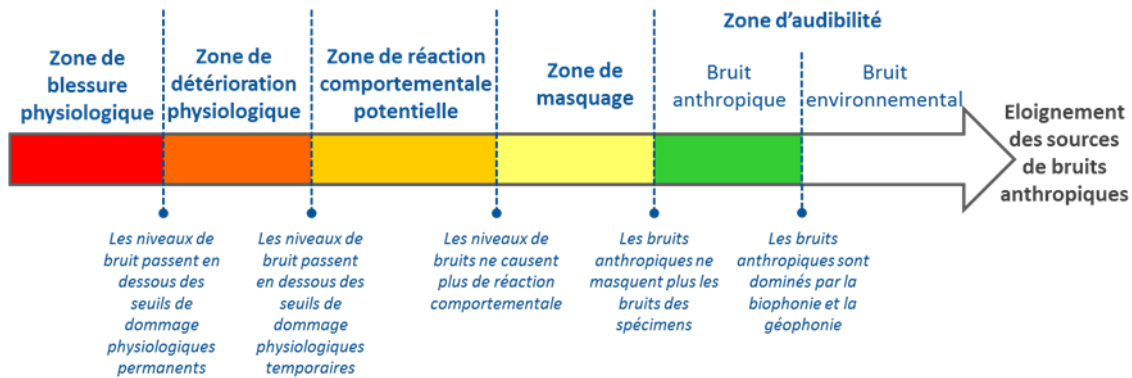 Zone de
blessure
physiologique
Zone de
détérioration
physiologique
Zone de réaction
comportementale
potentielle
Zone de
masquage
Zone d'audibilité
Bruit
anthropique
Bruit
environnemental
Eloignement
des sources
de bruits
anthropiques
Les niveaux de
bruit passent en
dessous des
seuils de
dommage
physiologiques
permanents
Les niveaux de
bruit passent
en dessous des
seuils de
dommage
physiologiques
temporaires
Les niveaux de
bruits ne causent
plus de réaction
comportementale
Les bruits
anthropiques ne
masquent plus les
bruits des
spécimens
Les bruits
anthropiques sont
dominés par la
biophonie et la
géophonie